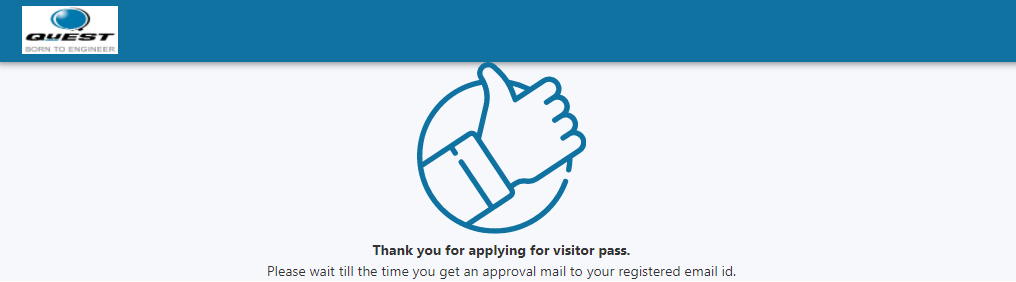 QUEST
BORN TO ENGINEER
Thank you for applying for visitor pass.
Please wait till the time you get an approval mail to your registered email id.